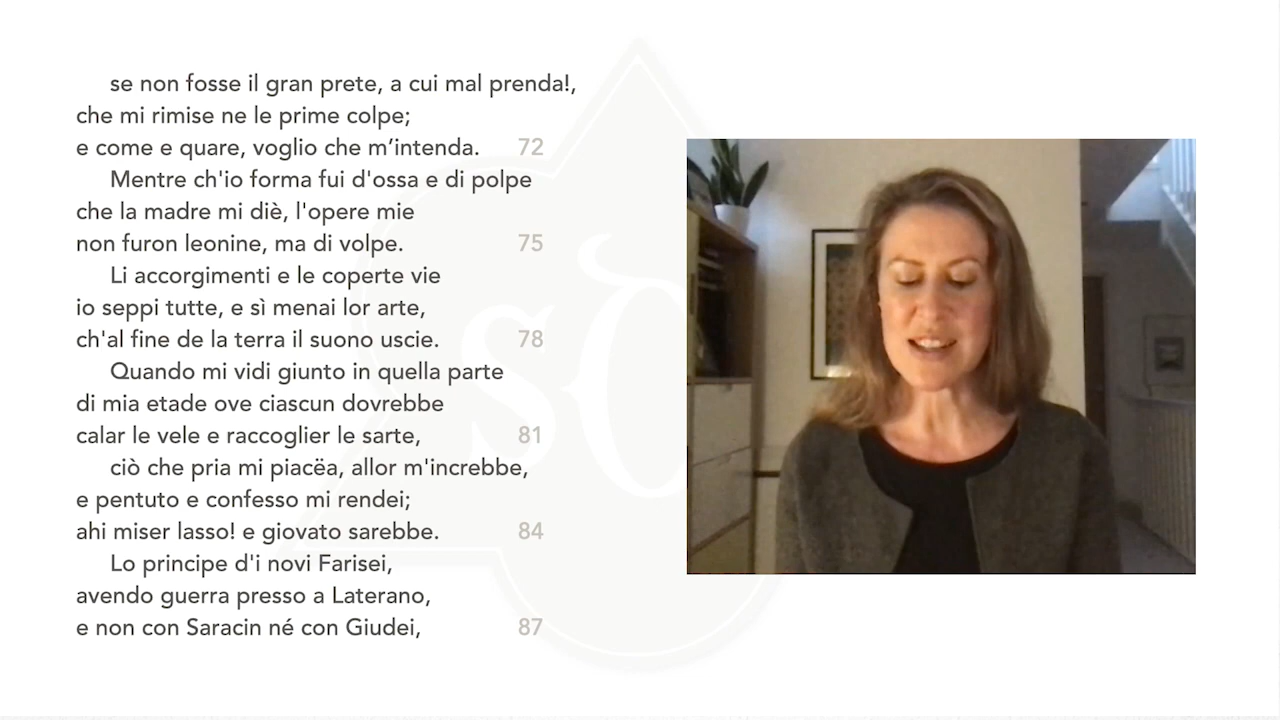 se non fosse il gran prete, a cui mal prenda!,
che mi rimise ne le prime colpe;
e come e quare, voglio che m’intenda. 72
Mentre ch'io forma fui d'ossa e di polpe
che la madre mi diè, l'opere mie
non furon leonine, ma di volpe. 75
Li accorgimenti e le coperte vie
io seppi tutte, e sì menai lor arte,
ch'al fine de la terra il suono uscie. 78
Quando mi vidi giunto in quella parte
di mia etade ove ciascun dovrebbe
calar le vele e raccoglier le sarte, 81
ciò che pria mi piacëa, allor m'increbbe,
e pentuto e confesso mi rendei;
ahi miser lasso! e giovato sarebbe. 84
Lo principe d'i novi Farisei,
avendo guerra presso a Laterano,
e non con Saracin né con Giudei, 87